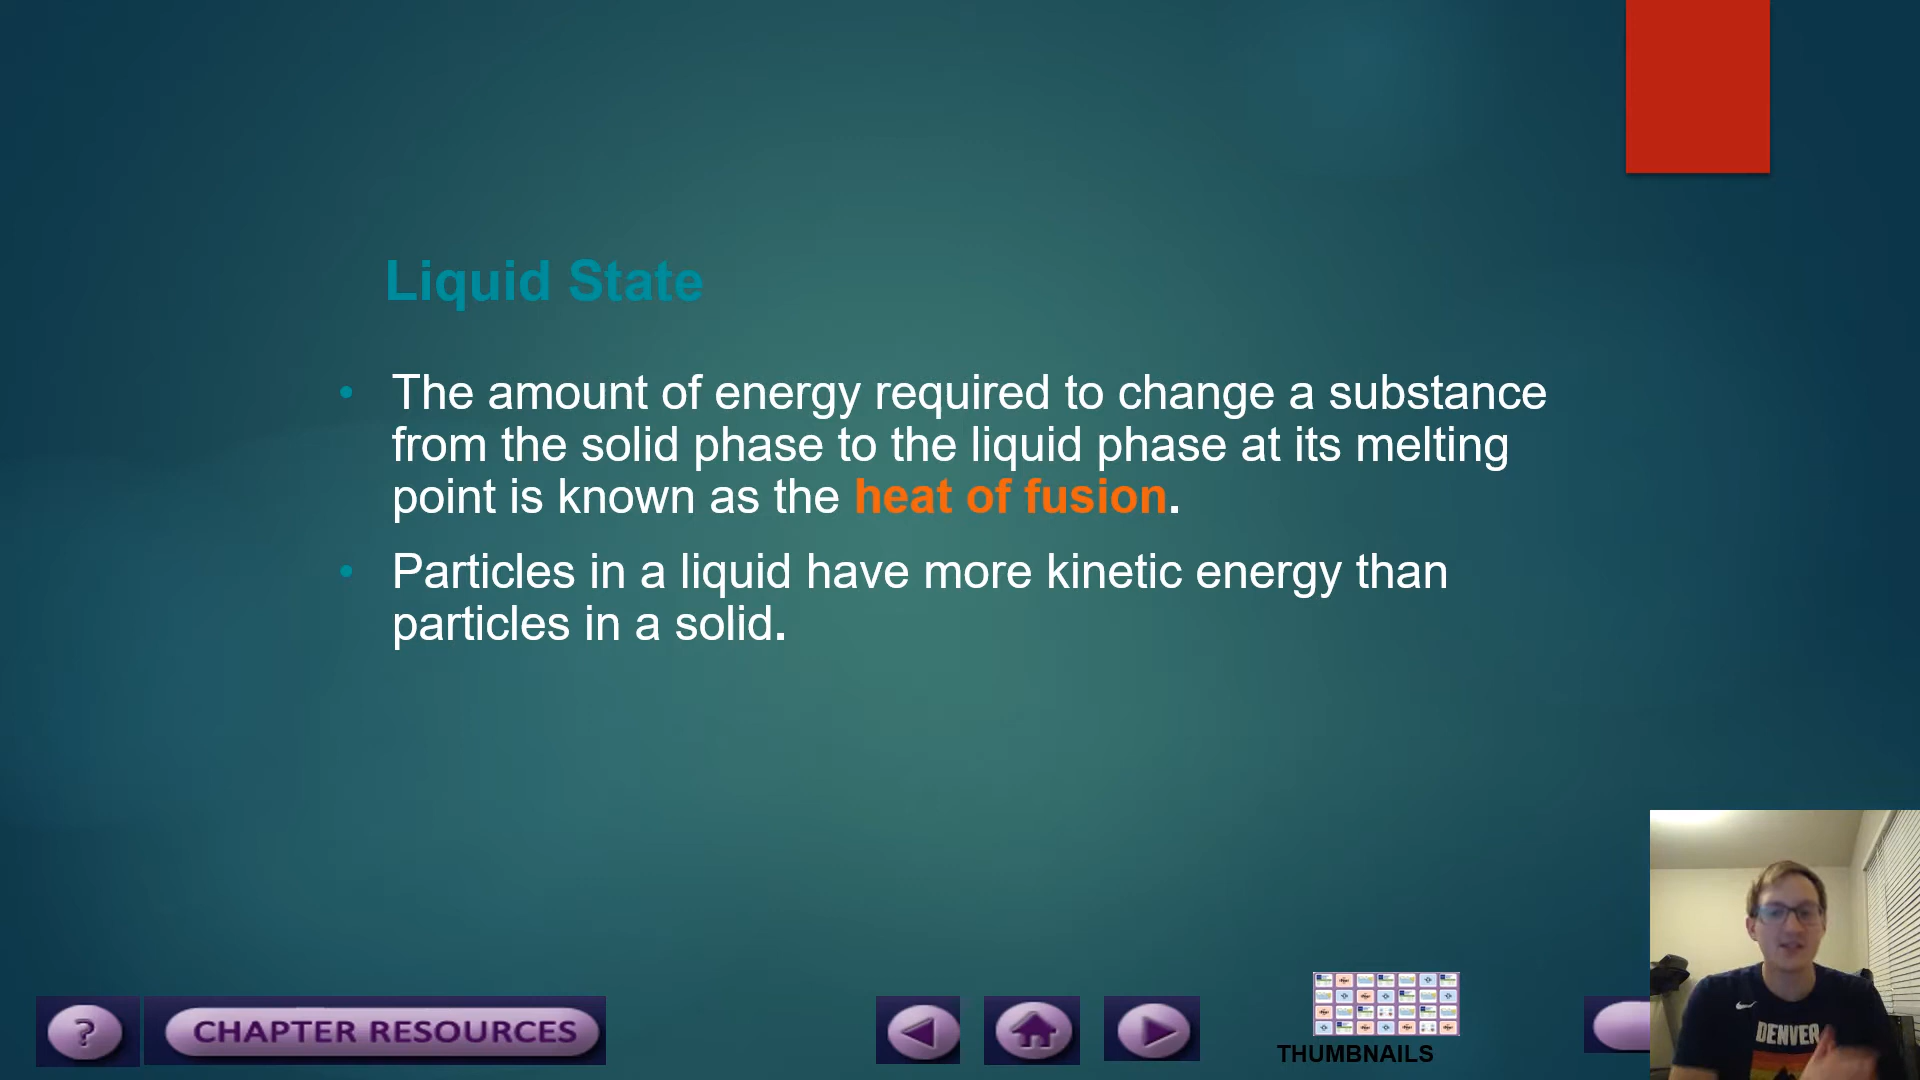 Liquid State
• The amount of energy required to change a substance
from the solid phase to the liquid phase at its melting
point is known as the heat of fusion.
• Particles in a liquid have more kinetic energy than
particles in a solid.
?
CHAPTER RESOURCES
THUMBNAILS
DENVER